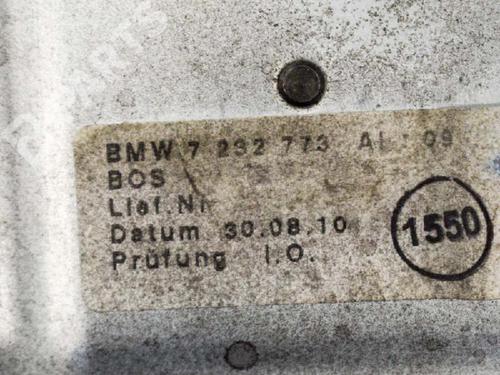 BMW 7 232 773 AI: 09
BOS
Lief.Nr
Datum 30.08.10
Prüfung I.O.
1550